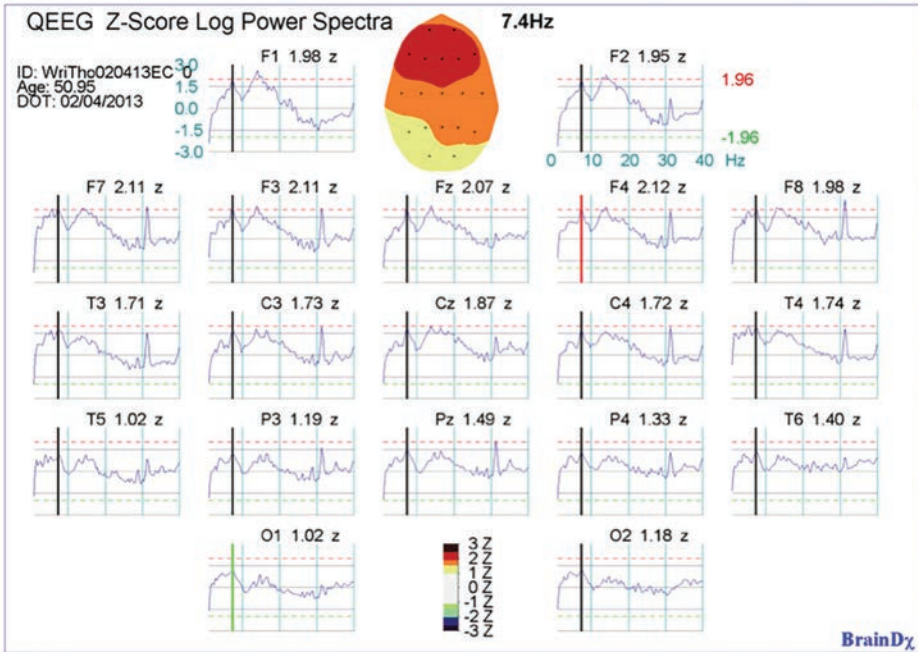 QEEG Z-Score Log Power Spectra
7.4Hz
ID: WriTho020413EC 0
Age: 50.95
DOT: 02/04/2013
F1 1.98 z
F2 1.95 z
3.0
1.5
0.0
-1.5
-3.0
1.96
-1.96
0 10 20 30 40 Hz
F7 2.11 z
F3 2.11 z
Fz 2.07 z
F4 2.12 z
F8 1.98 z
T3 1.71 z
C3 1.73 z
Cz 1.87 z
C4 1.72 z
T4 1.74 z
T5 1.02 z
P3 1.19 z
Pz 1.49 z
P4 1.33 z
T6 1.40 z
O1 1.02 z
O2 1.18 z
3 Z
2 Z
1 Z
0 Z
-1 Z
-2 Z
-3 Z
BrainDχ